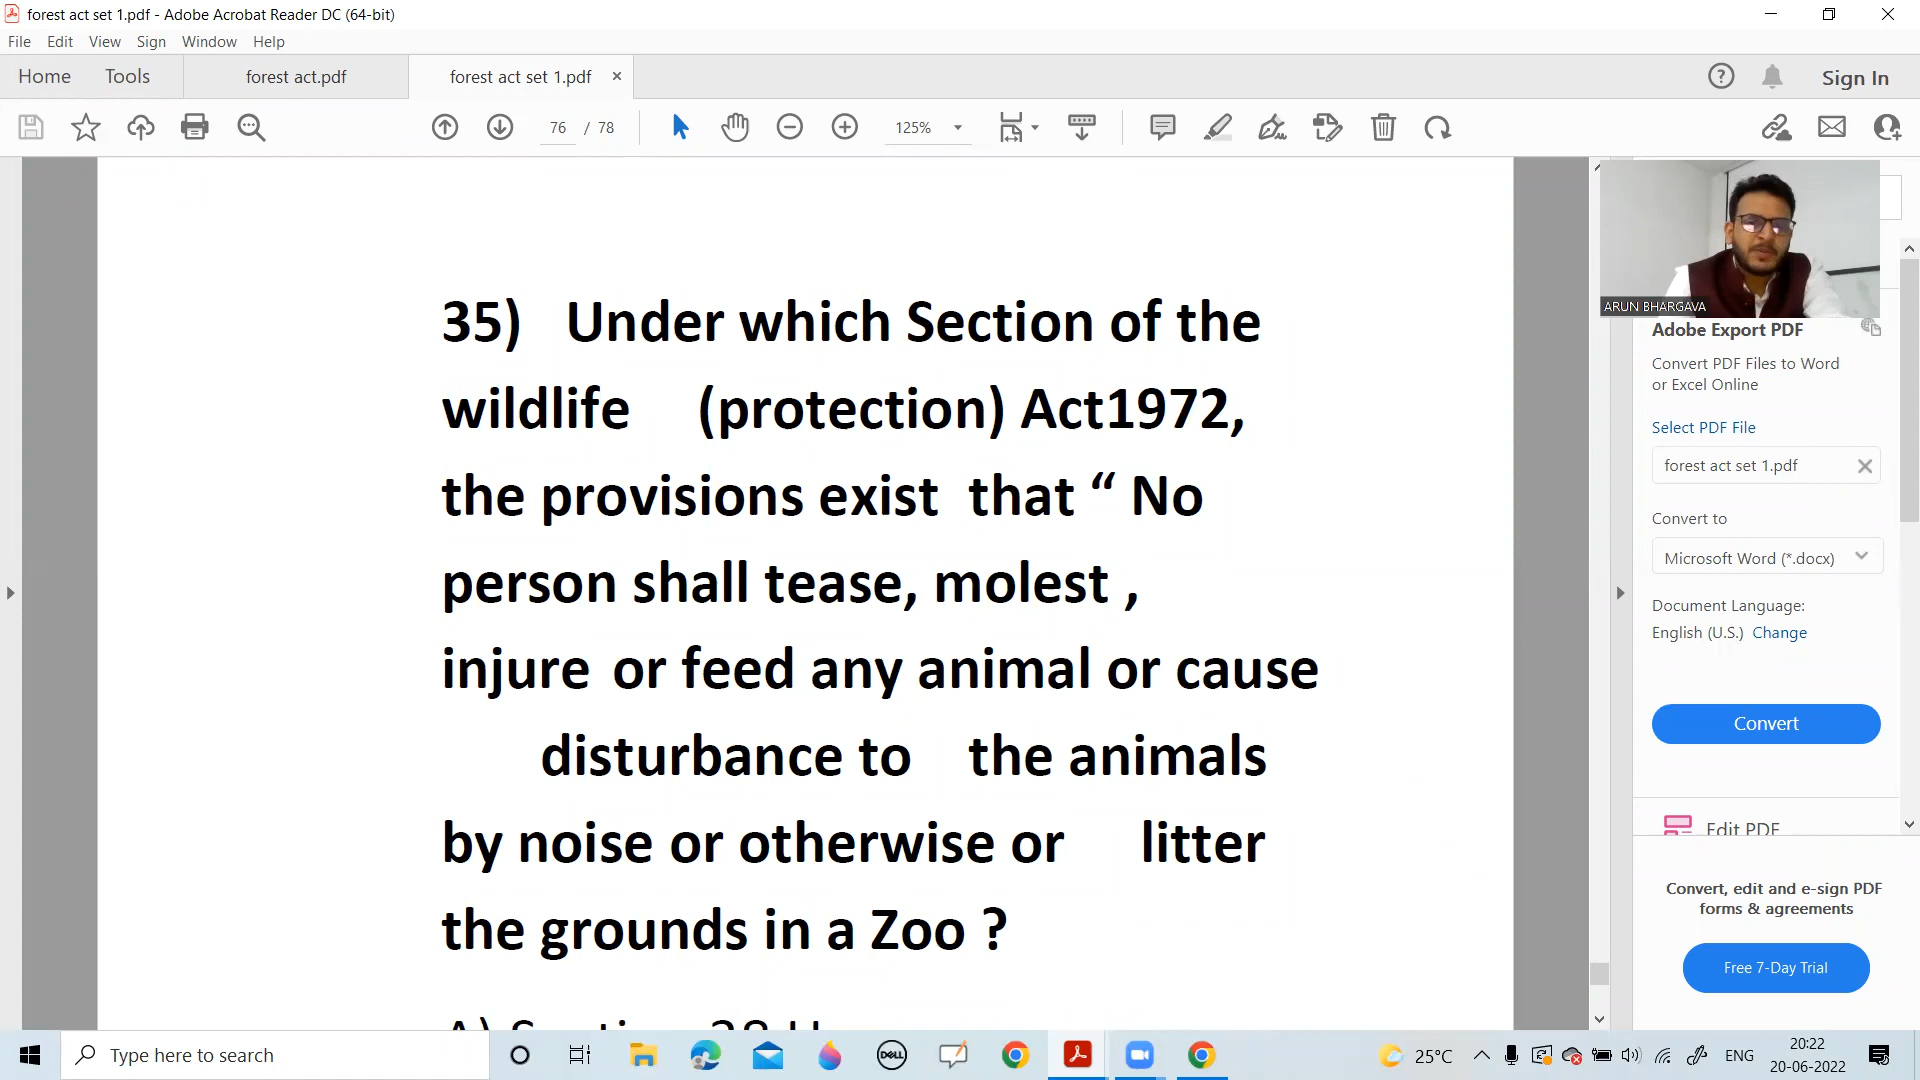 forest act set 1.pdf - Adobe Acrobat Reader DC (64-bit)
File Edit View Sign Window Help
Home Tools forest act.pdf forest act set 1.pdf × Sign In
76 / 78 125%
35) Under which Section of the
wildlife (protection) Act1972,
the provisions exist that “ No
person shall tease, molest ,
injure or feed any animal or cause
disturbance to the animals
by noise or otherwise or litter
the grounds in a Zoo ?
ARUN BHARGAVA
Adobe Export PDF
Convert PDF Files to Word
or Excel Online
Select PDF File
forest act set 1.pdf
Convert to
Microsoft Word (*.docx)
Document Language:
English (U.S.) Change
Convert
Edit PDF
Convert, edit and e-sign PDF
forms & agreements
Free 7-Day Trial
Type here to search
DELL
25°C
ENG
20:22
20-06-2022